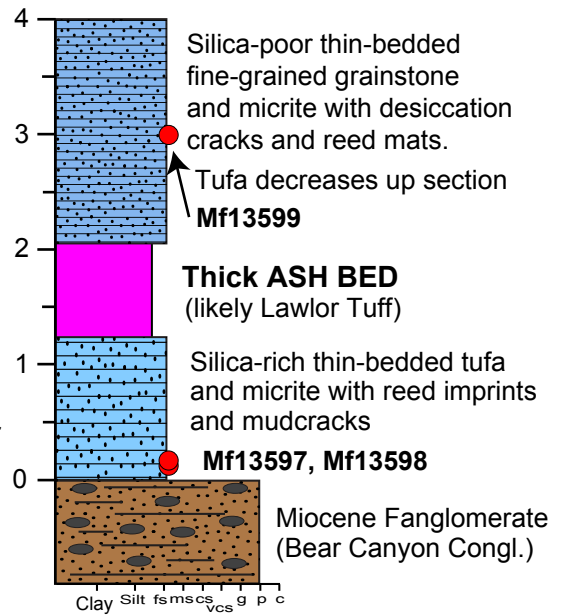 4
Silica-poor thin-bedded
fine-grained grainstone
and micrite with desiccation
cracks and reed mats.
3
Tufa decreases up section
Mf13599
2
Thick ASH BED
(likely Lawlor Tuff)
1
Silica-rich thin-bedded tufa
and micrite with reed imprints
and mudcracks
Mf13597, Mf13598
0
Miocene Fanglomerate
(Bear Canyon Congl.)
Clay Silt fs ms cs vcs g p c